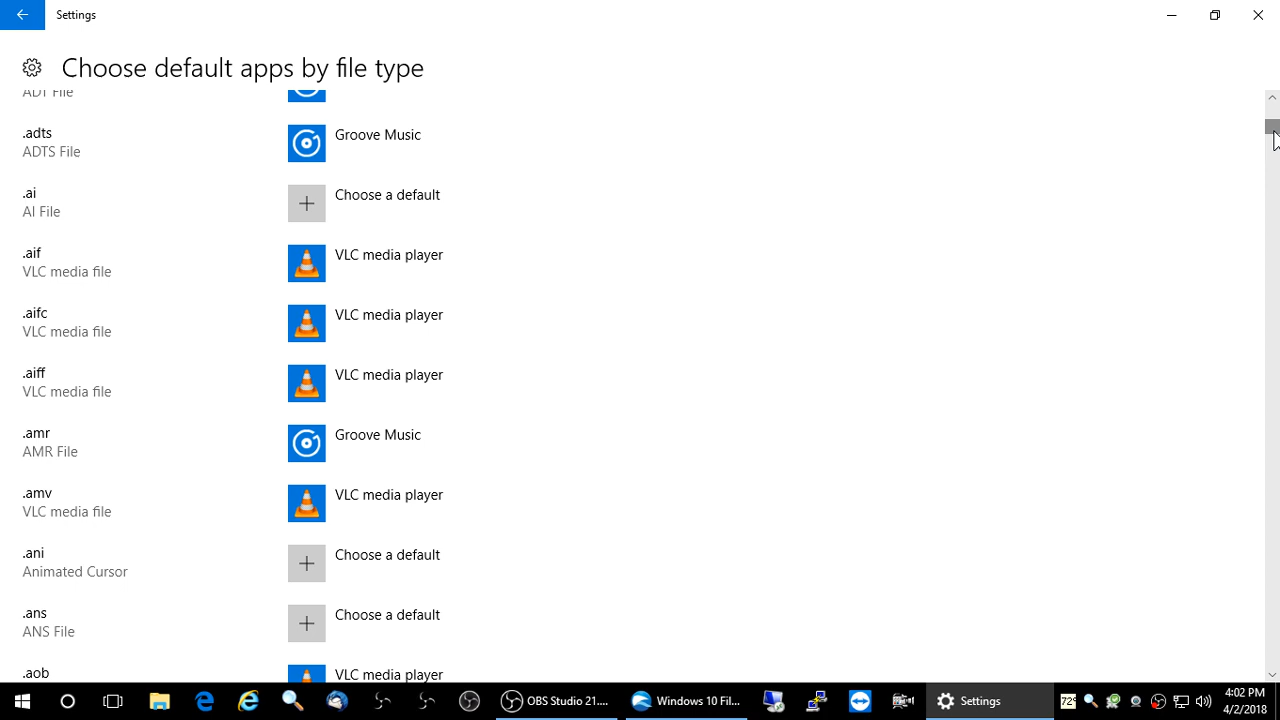 Settings
Choose default apps by file type
ADT File
.adts
ADTS File
Groove Music
.ai
AI File
Choose a default
.aif
VLC media file
VLC media player
.aifc
VLC media file
VLC media player
.aiff
VLC media file
VLC media player
.amr
AMR File
Groove Music
.amv
VLC media file
VLC media player
.ani
Animated Cursor
Choose a default
.ans
ANS File
Choose a default
.aob
VLC media player
OBS Studio 21....
Windows 10 Fil...
Settings
72°
4:02 PM
4/2/2018